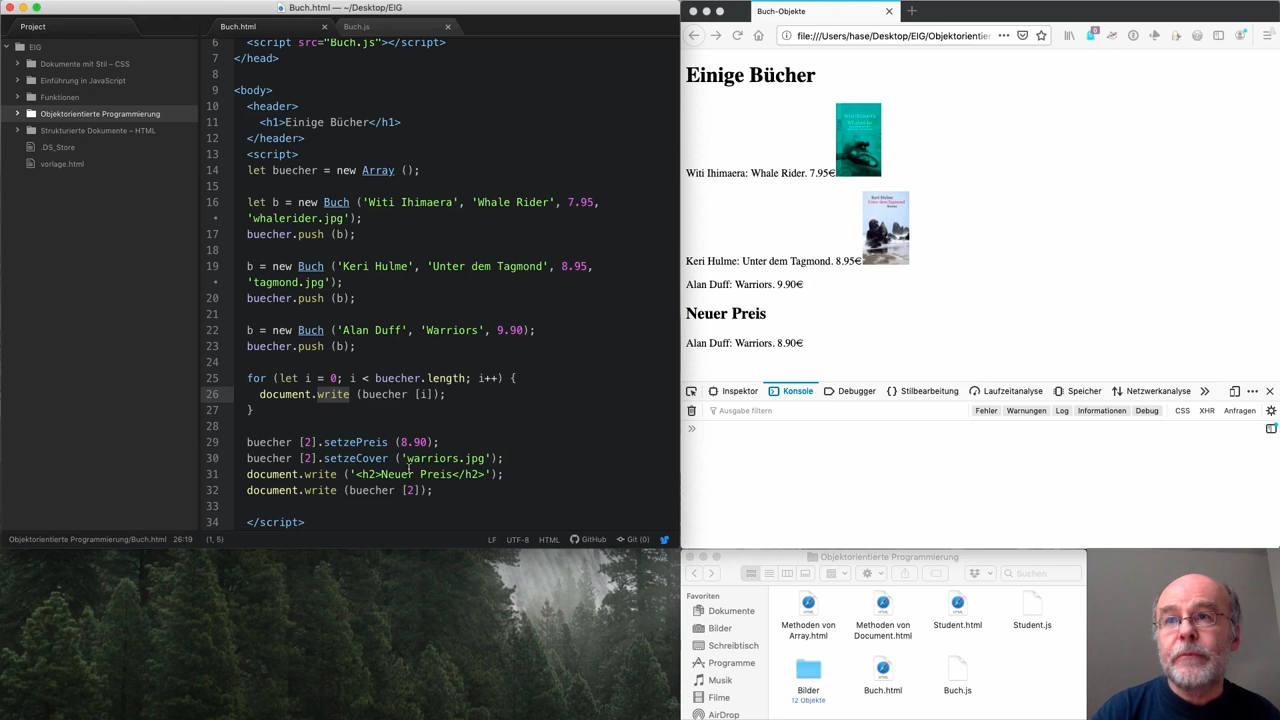 Buch.html — ~/Desktop/EIG
Project
Buch.html
Buch.js
EIG
Dokumente mit Stil – CSS
Einführung in JavaScript
Funktionen
Objektorientierte Programmierung
Strukturierte Dokumente – HTML
.DS_Store
vorlage.html
6 <script src="Buch.js"></script>
7 </head>
8
9 <body>
10 <header>
11 <h1>Einige Bücher</h1>
12 </header>
13 <script>
14 let buecher = new Array ();
15
16 let b = new Buch ('Witi Ihimaera', 'Whale Rider', 7.95,
• 'whalerider.jpg');
17 buecher.push (b);
18
19 b = new Buch ('Keri Hulme', 'Unter dem Tagmond', 8.95,
• 'tagmond.jpg');
20 buecher.push (b);
21
22 b = new Buch ('Alan Duff', 'Warriors', 9.90);
23 buecher.push (b);
24
25 for (let i = 0; i < buecher.length; i++) {
26 document.write (buecher [i]);
27 }
28
29 buecher [2].setzePreis (8.90);
30 buecher [2].setzeCover ('warriors.jpg');
31 document.write ('<h2>Neuer Preis</h2>');
32 document.write (buecher [2]);
33
34 </script>
Objektorientierte Programmierung/Buch.html 26:19 (1, 5)
LF UTF-8 HTML GitHub Git (0)
Buch-Objekte
file:///Users/hase/Desktop/EIG/Objektorientier
Einige Bücher
Witi Ihimaera
Whalerider
Witi Ihimaera: Whale Rider. 7.95€
Keri Hulme
Unter dem Tagmond
Keri Hulme: Unter dem Tagmond. 8.95€
Alan Duff: Warriors. 9.90€
Neuer Preis
Alan Duff: Warriors. 8.90€
Inspektor Konsole Debugger Stilbearbeitung Laufzeitanalyse Speicher Netzwerkanalyse
Ausgabe filtern
Fehler Warnungen Log Informationen Debug CSS XHR Anfragen
Objektorientierte Programmierung
Suchen
Favoriten
Dokumente
Bilder
Schreibtisch
Programme
Musik
Filme
AirDrop
Methoden von Array.html
Methoden von Document.html
Student.html
Student.js
Bilder
12 Objekte
Buch.html
Buch.js